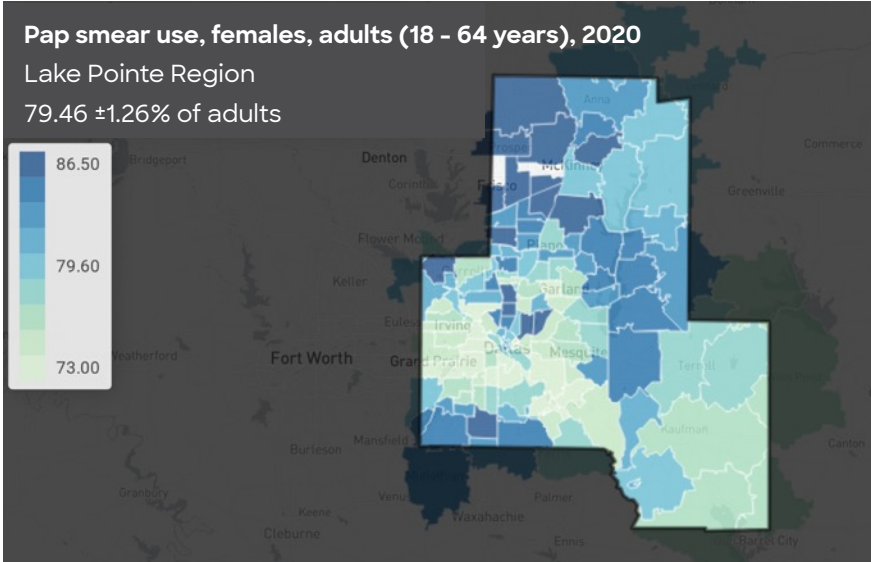 Pap smear use, females, adults (18 - 64 years), 2020
Lake Pointe Region
79.46 ±1.26% of adults
86.50
79.60
73.00
Bridgeport
Denton
Corinth
Flower Mound
Keller
Euless
Weatherford
Fort Worth
Grand Prairie
Irving
Dallas
Mesquite
Garland
Plano
Frisco
McKinney
Anna
Commerce
Greenville
Terrell
Kaufman
Canton
Mansfield
Burleson
Granbury
Keene
Cleburne
Venu
Waxahachie
Palmer
Ennis
Barrel City